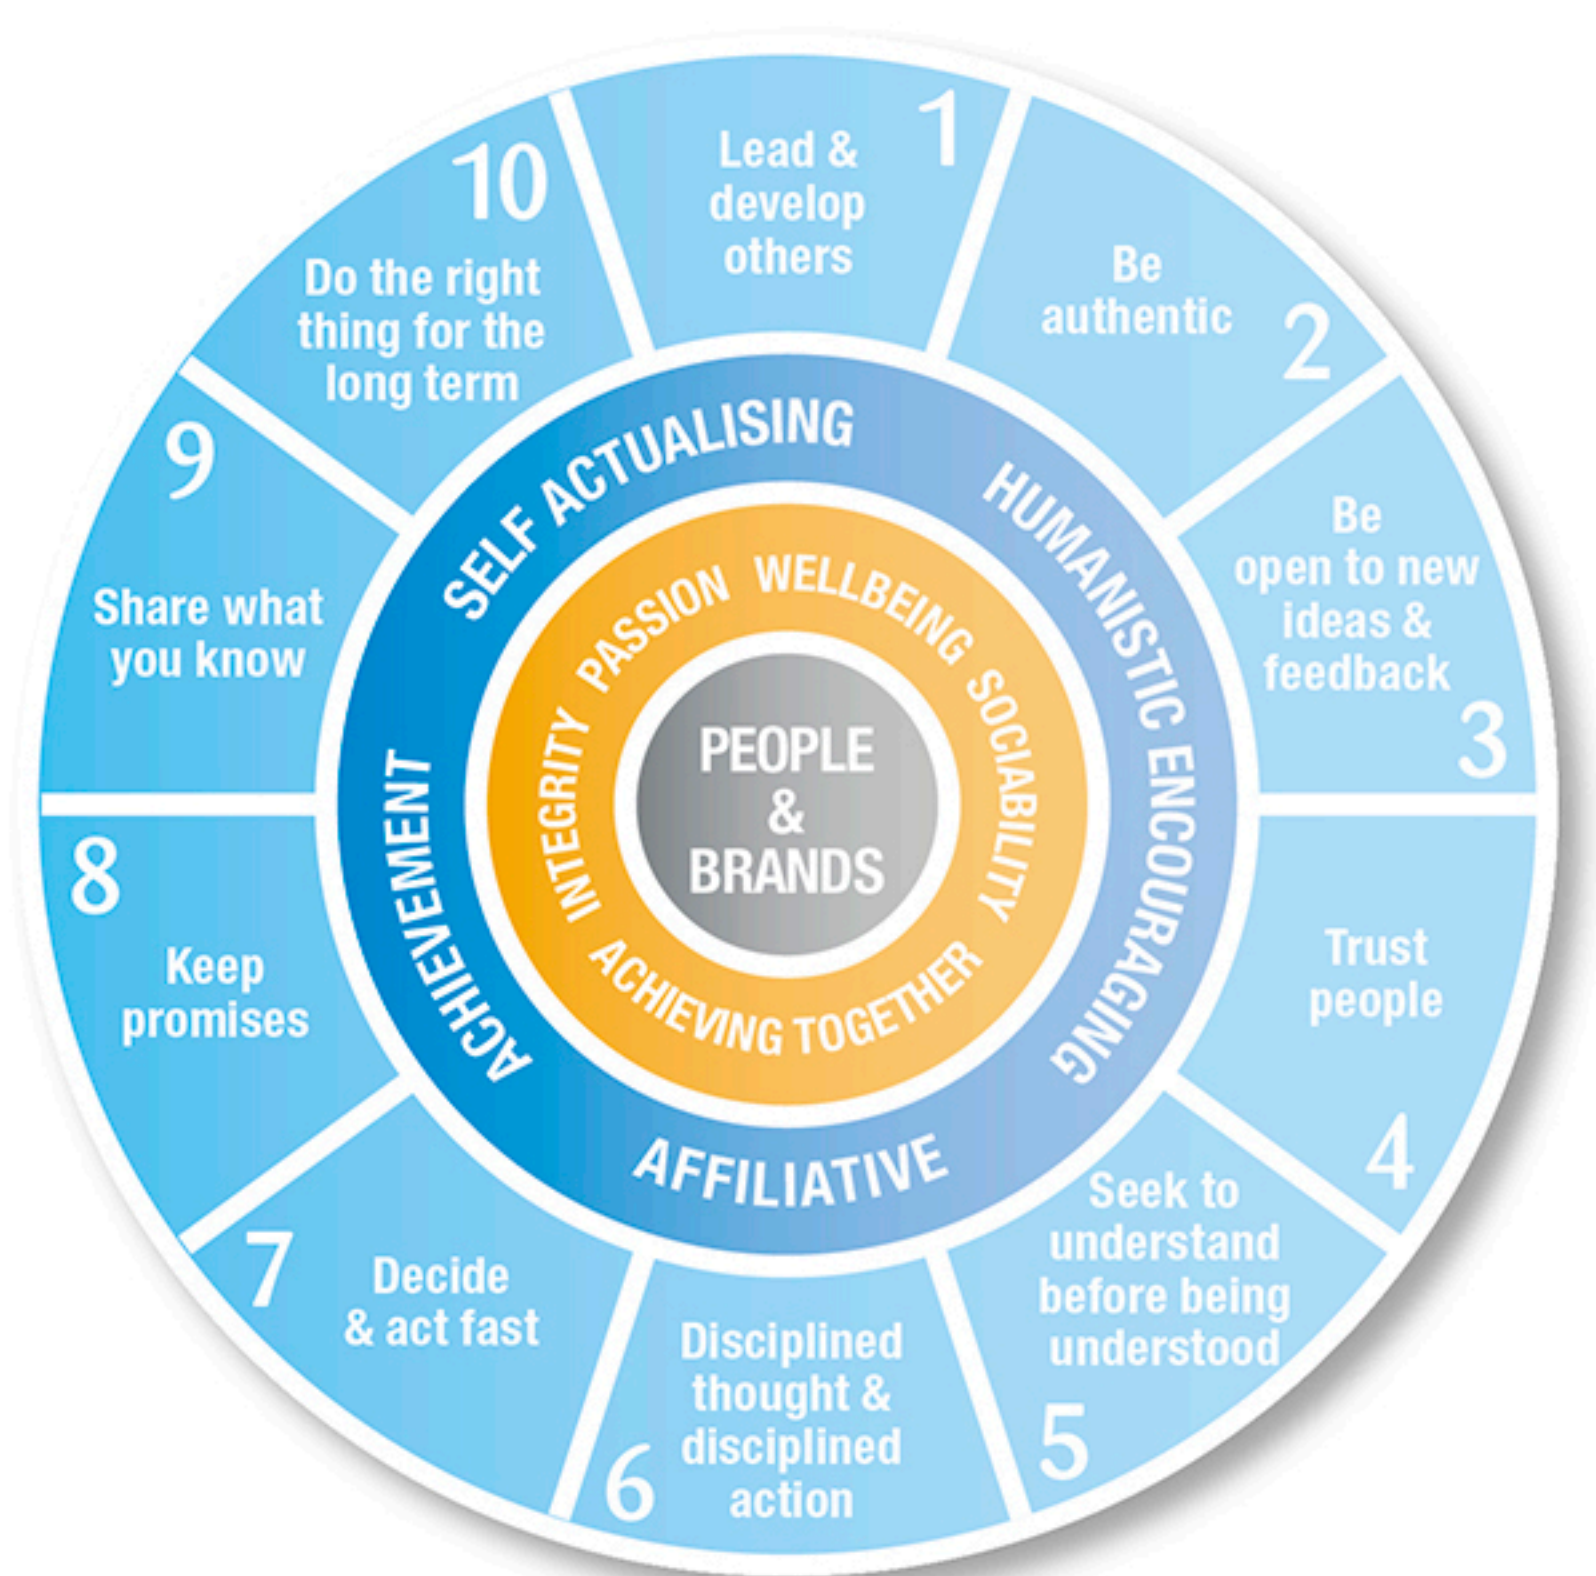 1
Lead &
develop
others
2
Be
authentic
3
Be
open to new
ideas &
feedback
4
Trust
people
5
Seek to
understand
before being
understood
6
Disciplined
thought &
disciplined
action
7
Decide
& act fast
8
Keep
promises
9
Share what
you know
10
Do the right
thing for the
long term
SELF ACTUALISING
HUMANISTIC ENCOURAGING
AFFILIATIVE
ACHIEVEMENT
PASSION
WELLBEING
SOCIABILITY
ACHIEVING TOGETHER
INTEGRITY
PEOPLE
&
BRANDS